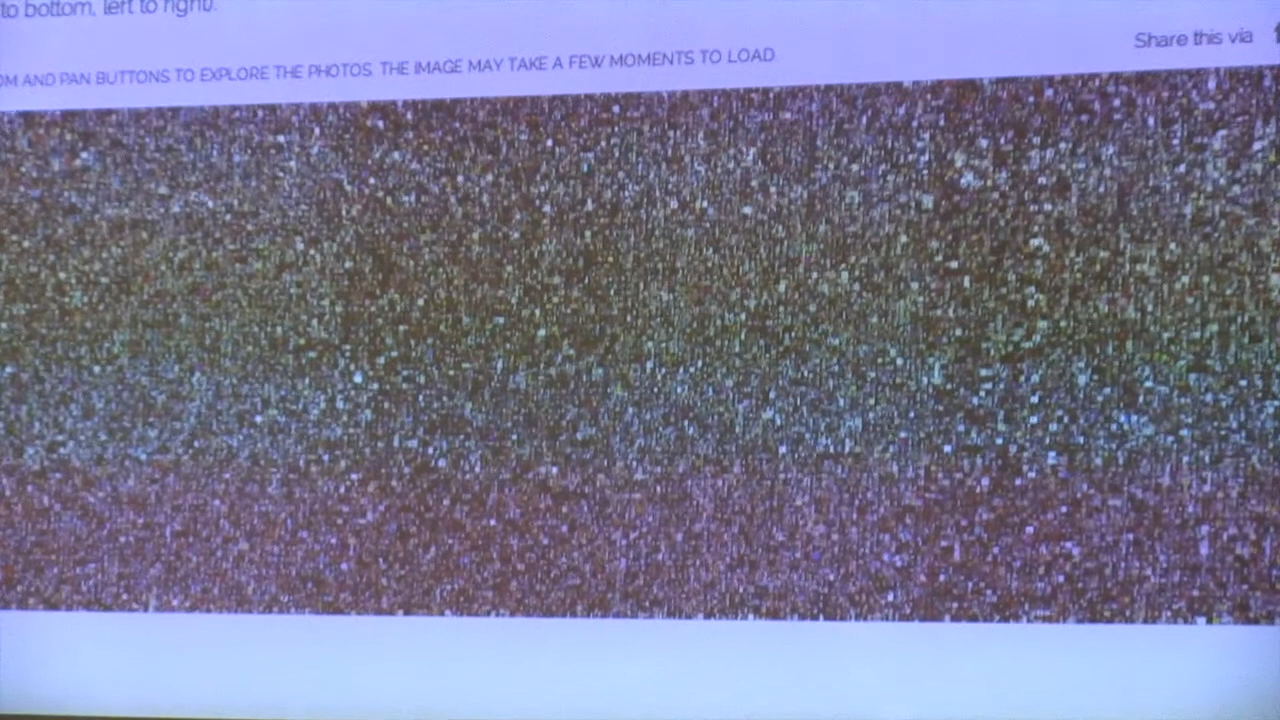 to bottom, left to right).
Share this via
OM AND PAN BUTTONS TO EXPLORE THE PHOTOS. THE IMAGE MAY TAKE A FEW MOMENTS TO LOAD